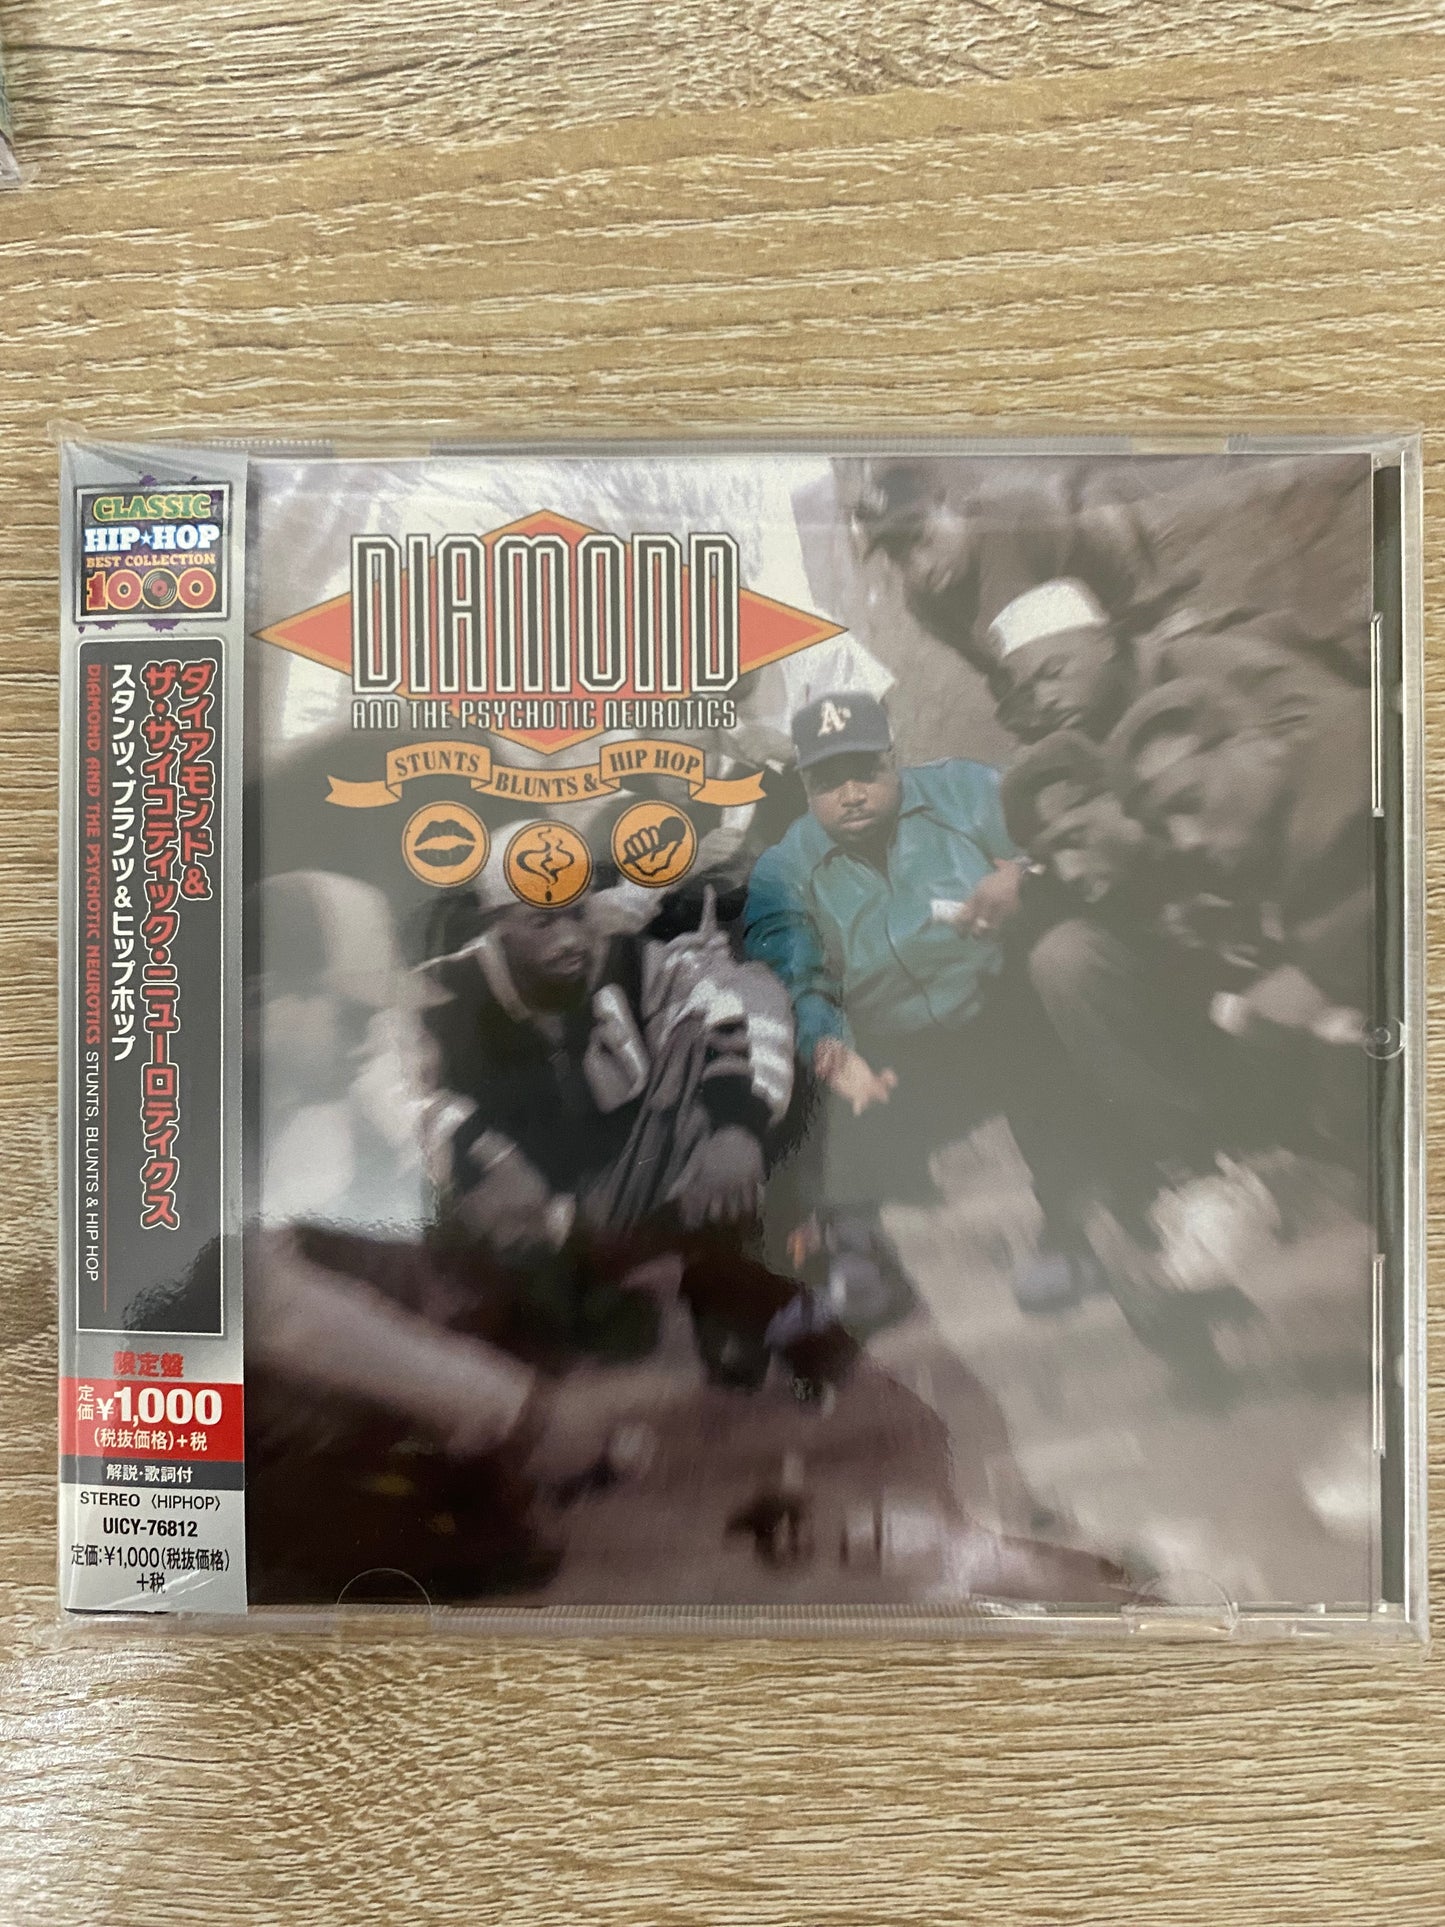 CLASSIC
HIP★HOP
BEST COLLECTION
1000
ダイアモンド&
ザ・サイコティック・ニューロティクス
スタンツ、ブランツ&ヒップホップ
DIAMOND AND THE PSYCHOTIC NEUROTICS STUNTS, BLUNTS & HIP HOP
限定盤
定価¥1,000
(税抜価格)+税
解説・歌詞付
STEREO 〈HIPHOP〉
UICY-76812
定価:¥1,000(税抜価格)
+税
DIAMOND
AND THE PSYCHOTIC NEUROTICS
STUNTS
BLUNTS &
HIP HOP
A's